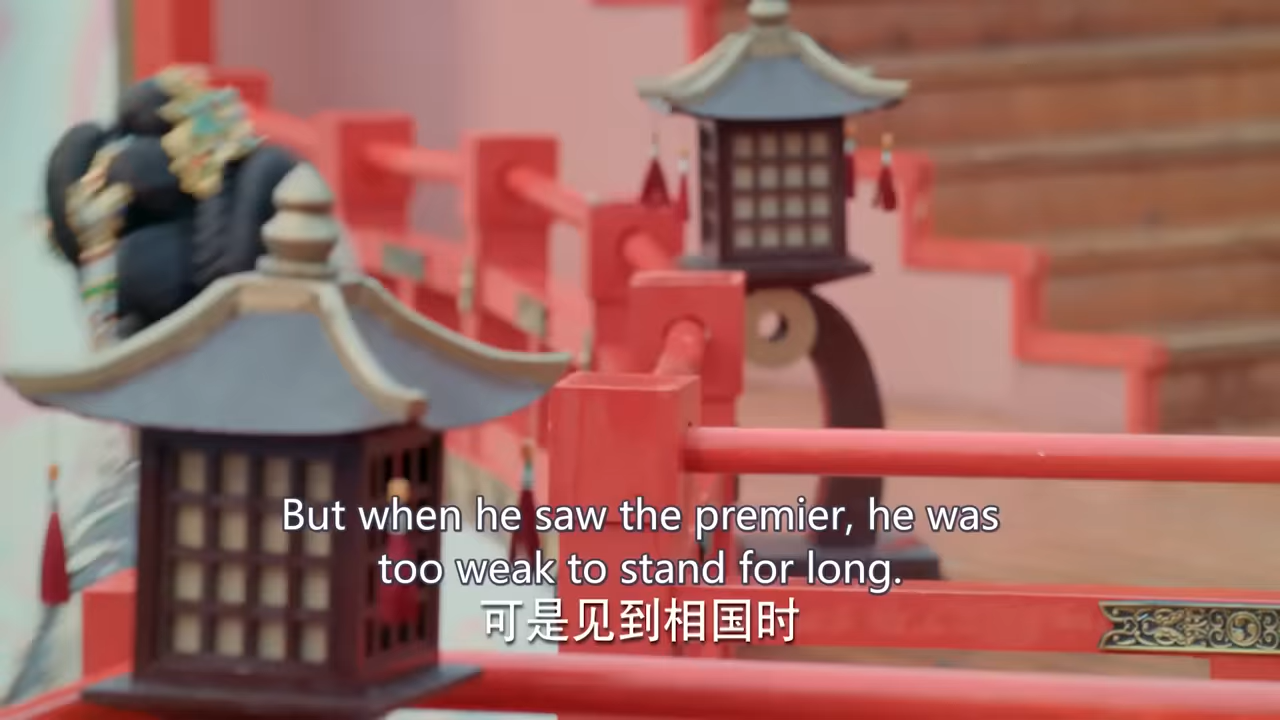 But when he saw the premier, he was
too weak to stand for long.
可是见到相国时